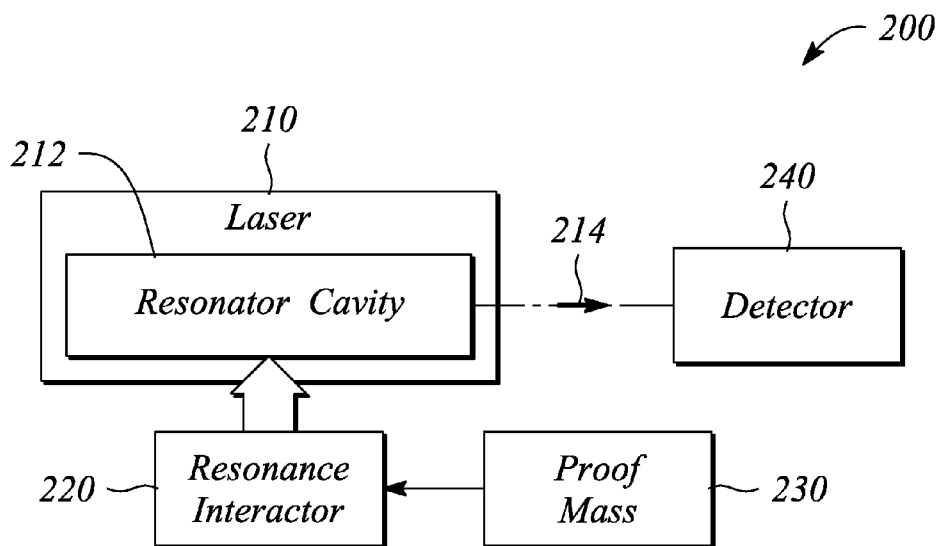 200
210
212
240
Laser
214
Resonator Cavity
Detector
Resonance
Interactor
Proof
Mass
220
230